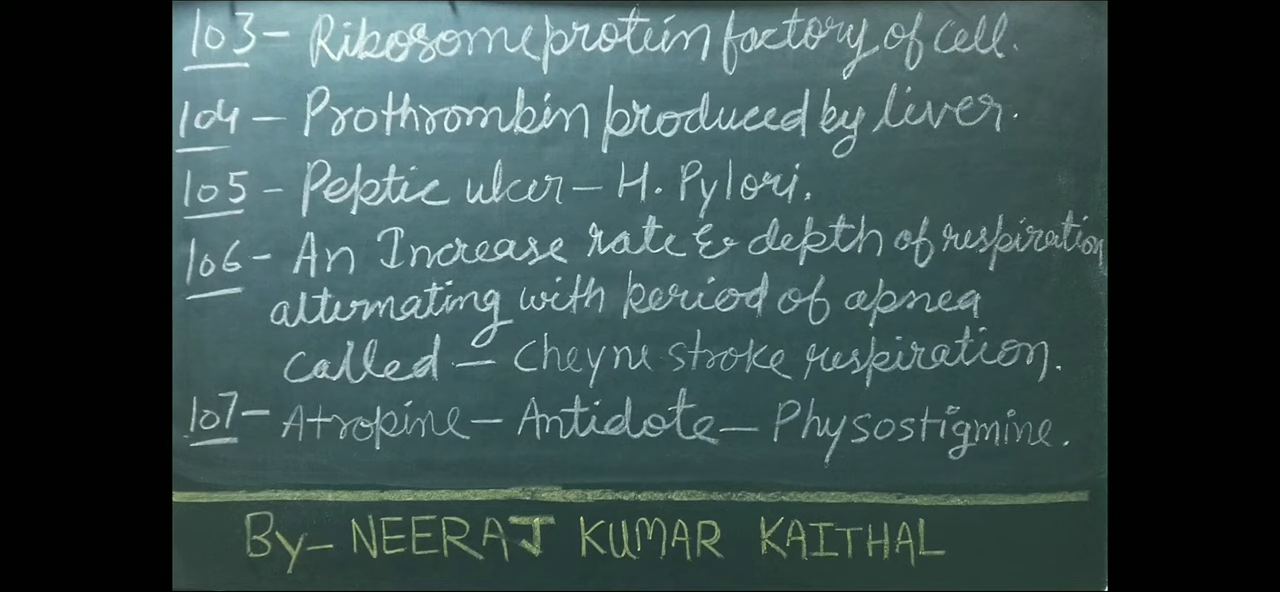 103- Ribosome protein factory of cell.
104- Prothrombin produced by liver.
105- Peptic ulcer- H. Pylori.
106- An Increase rate & depth of respiration
alternating with period of apnea
called- Cheyne stroke respiration.
107- Atropine- Antidote- Physostigmine.
By- NEERAJ KUMAR KAITHAL